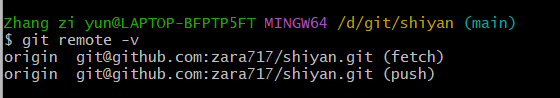 Zhang zi yun@LAPTOP-BFPTP5FT MINGW64 /d/git/shiyan (main)
$ git remote -v
origin  git@github.com:zara717/shiyan.git (fetch)
origin  git@github.com:zara717/shiyan.git (push)